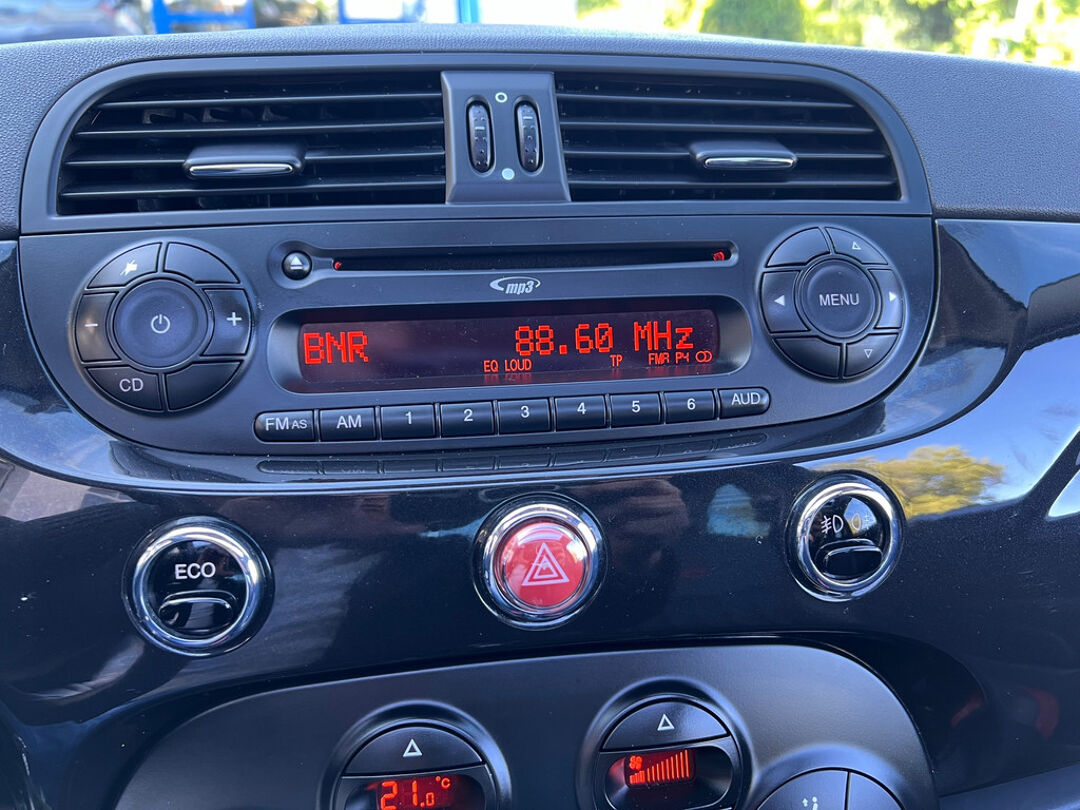 mp3
MENU
BNR 88.60 MHz
EQ LOUD TP FMR P4
CD
FM AS AM 1 2 3 4 5 6 AUD
ECO
21.0 °C